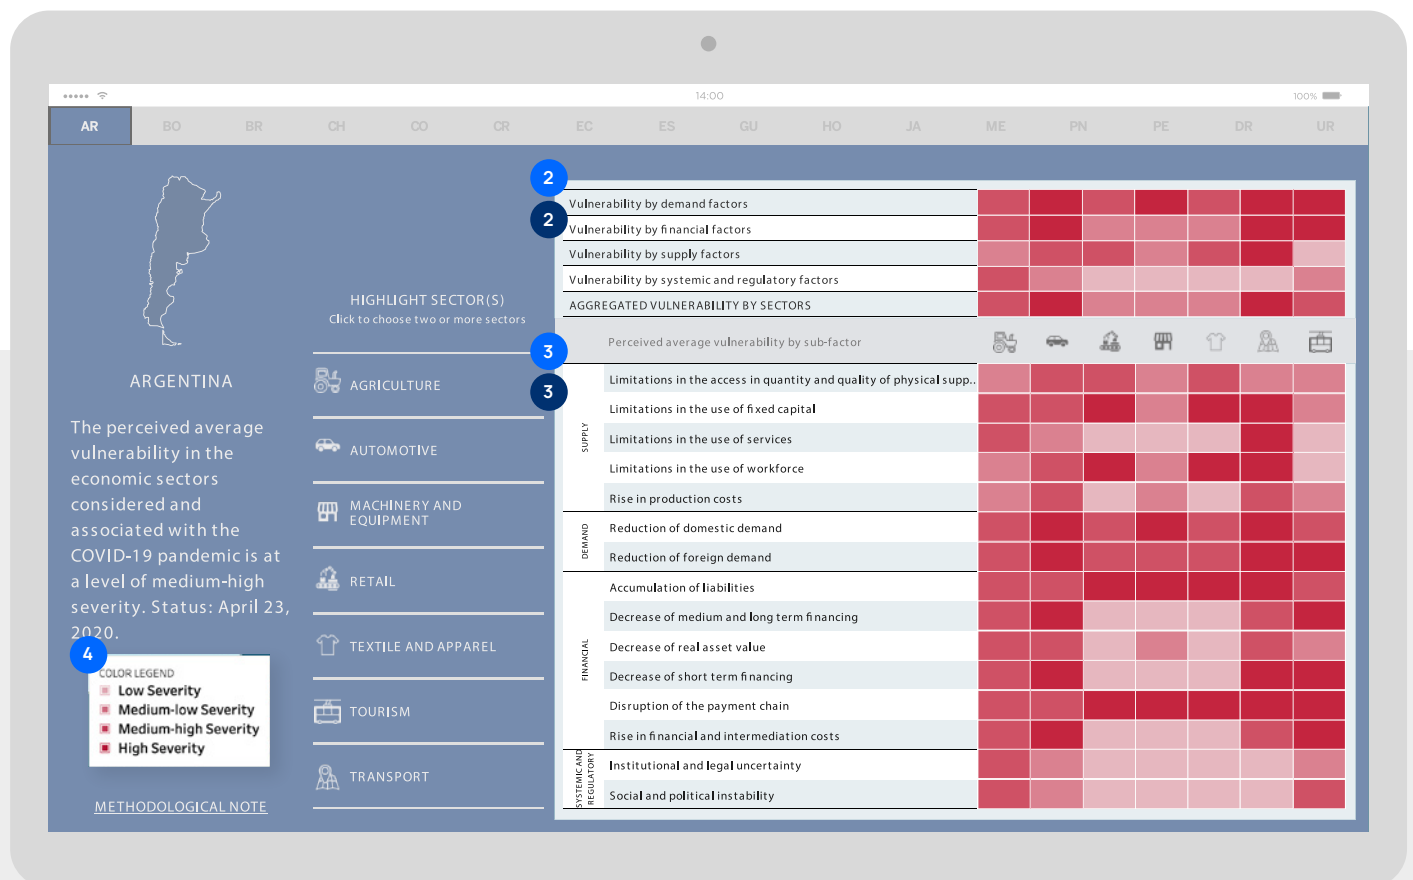 14:00
100%
AR BO BR CH CO CR EC ES GU HO JA ME PN PE DR UR
ARGENTINA
The perceived average
vulnerability in the
economic sectors
considered and
associated with the
COVID-19 pandemic is at
a level of medium-high
severity. Status: April 23,
2020.
4
COLOR LEGEND
Low Severity
Medium-low Severity
Medium-high Severity
High Severity
METHODOLOGICAL NOTE
HIGHLIGHT SECTOR(S)
Click to choose two or more sectors
AGRICULTURE
AUTOMOTIVE
MACHINERY AND
EQUIPMENT
RETAIL
TEXTILE AND APPAREL
TOURISM
TRANSPORT
2
2
Vulnerability by demand factors
Vulnerability by financial factors
Vulnerability by supply factors
Vulnerability by systemic and regulatory factors
AGGREGATED VULNERABILITY BY SECTORS
3
3
Perceived average vulnerability by sub-factor
SUPPLY
Limitations in the access in quantity and quality of physical supp..
Limitations in the use of fixed capital
Limitations in the use of services
Limitations in the use of workforce
Rise in production costs
DEMAND
Reduction of domestic demand
Reduction of foreign demand
FINANCIAL
Accumulation of liabilities
Decrease of medium and long term financing
Decrease of real asset value
Decrease of short term financing
Disruption of the payment chain
Rise in financial and intermediation costs
SYSTEMIC AND
REGULATORY
Institutional and legal uncertainty
Social and political instability